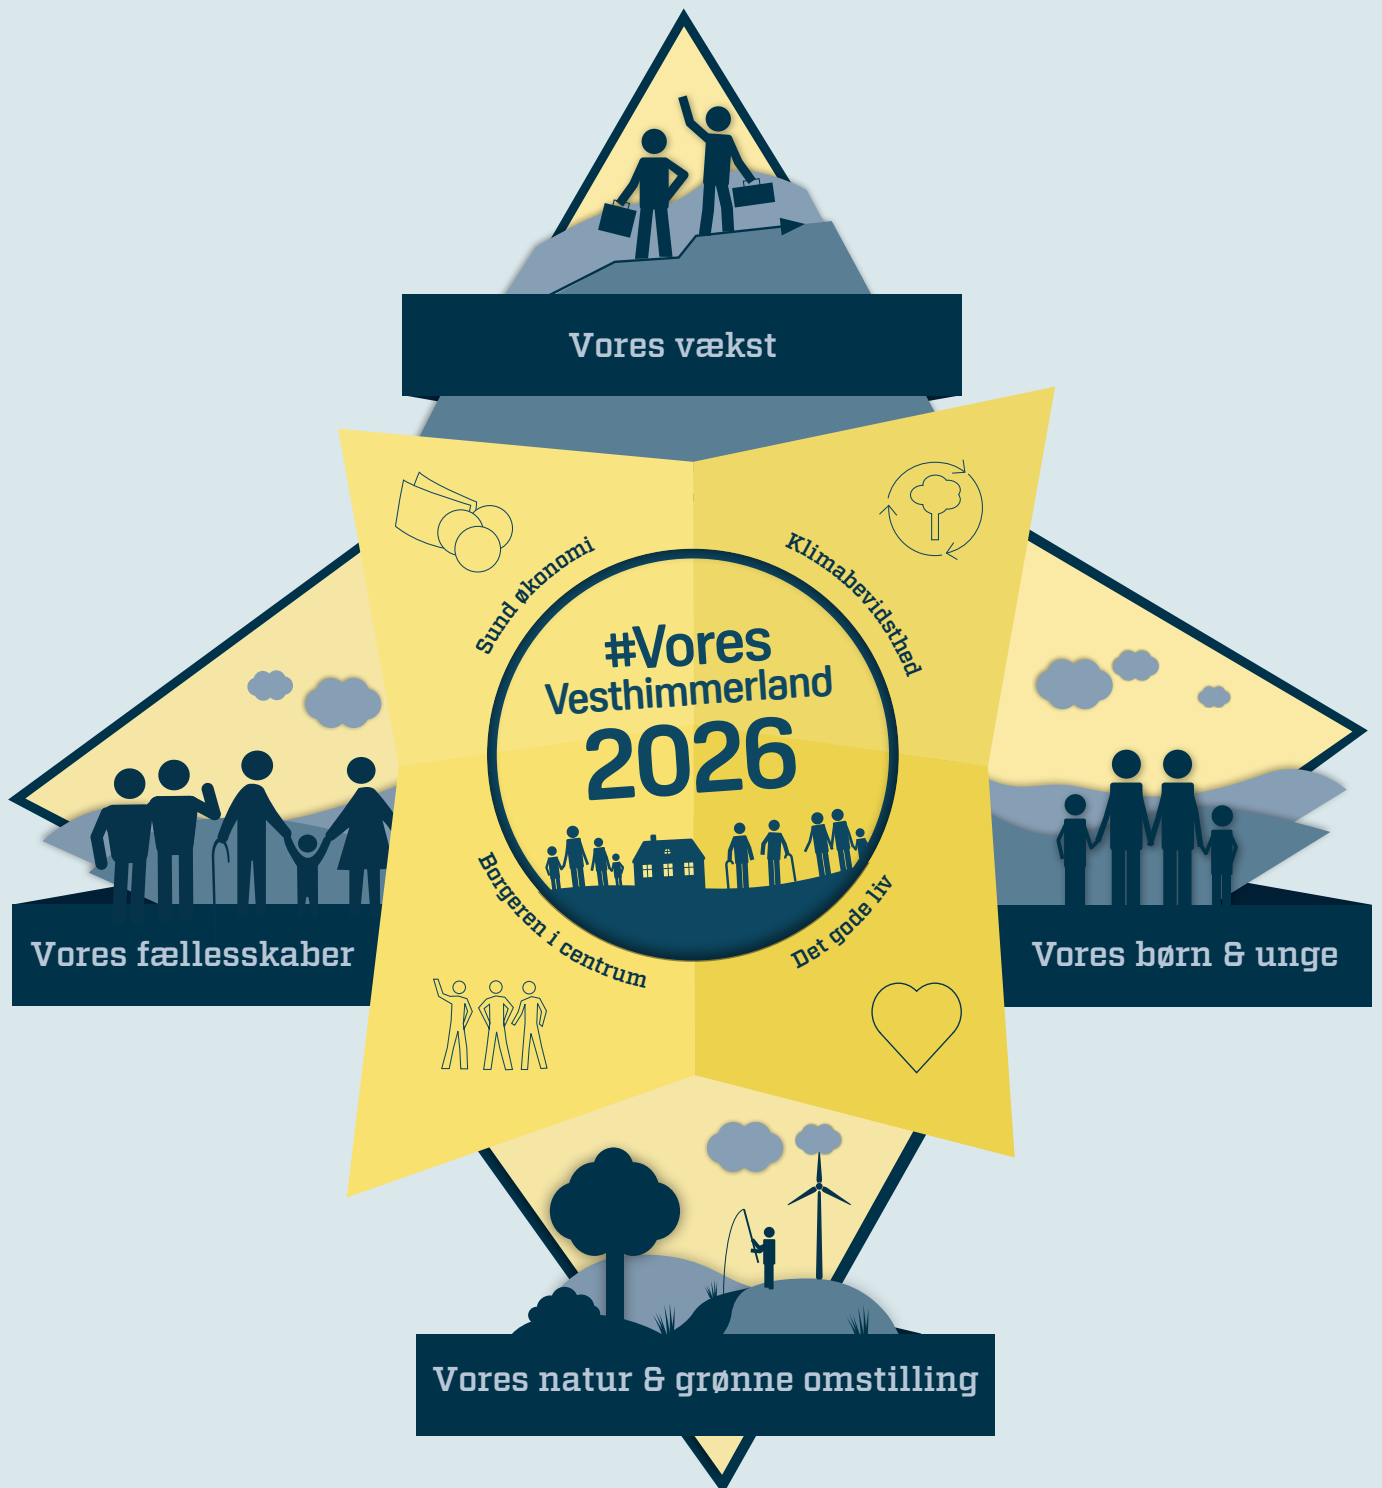 Vores vækst
Sund økonomi
Klimabevidsthed
#Vores
Vesthimmerland
2026
Borgeren i centrum
Det gode liv
Vores fællesskaber
Vores børn & unge
Vores natur & grønne omstilling